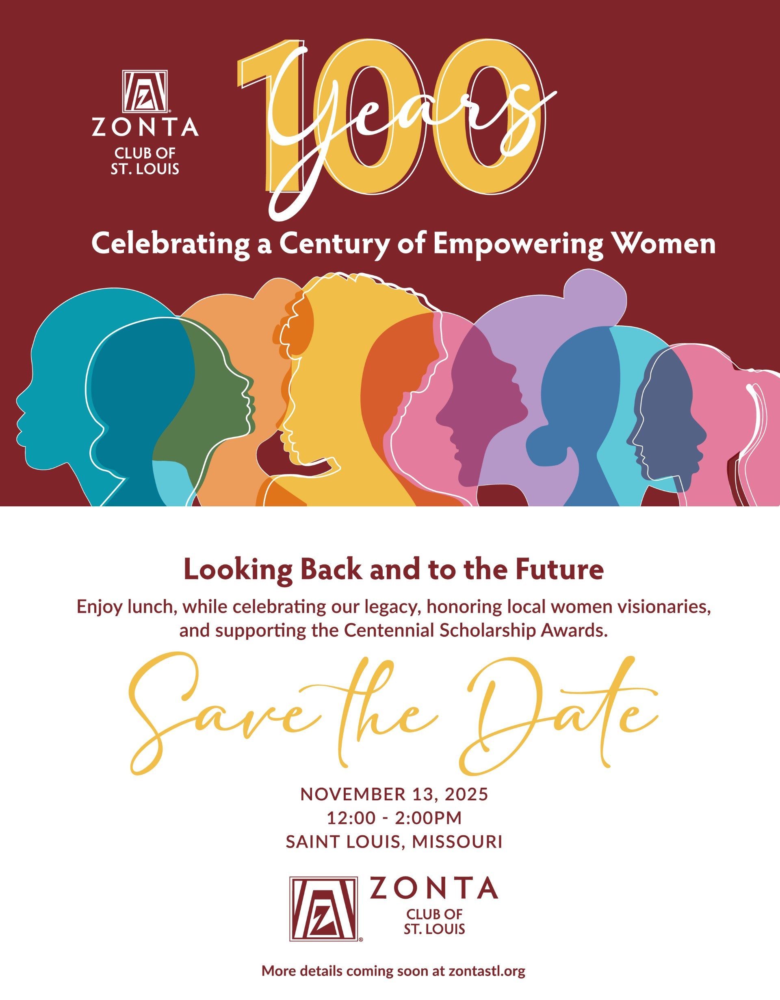 100
years
ZONTA
CLUB OF
ST. LOUIS
Celebrating a Century of Empowering Women
Looking Back and to the Future
Enjoy lunch, while celebrating our legacy, honoring local women visionaries,
and supporting the Centennial Scholarship Awards.
Save the Date
NOVEMBER 13, 2025
12:00 - 2:00PM
SAINT LOUIS, MISSOURI
ZONTA
CLUB OF
ST. LOUIS
More details coming soon at zontastl.org